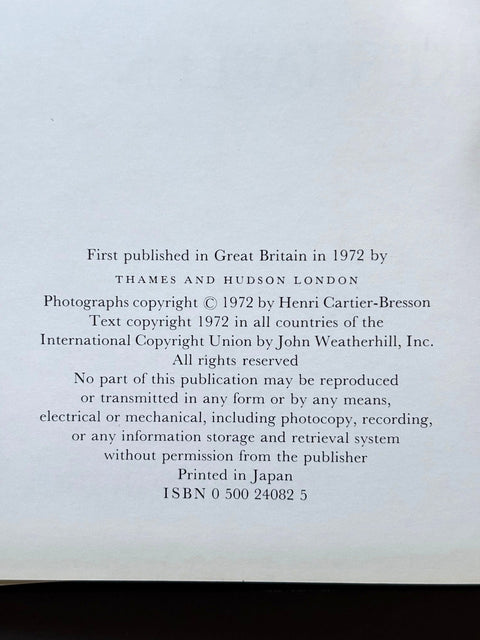 First published in Great Britain in 1972 by
THAMES AND HUDSON LONDON
Photographs copyright © 1972 by Henri Cartier-Bresson
Text copyright 1972 in all countries of the
International Copyright Union by John Weatherhill, Inc.
All rights reserved
No part of this publication may be reproduced
or transmitted in any form or by any means,
electrical or mechanical, including photocopy, recording,
or any information storage and retrieval system
without permission from the publisher
Printed in Japan
ISBN 0 500 24082 5